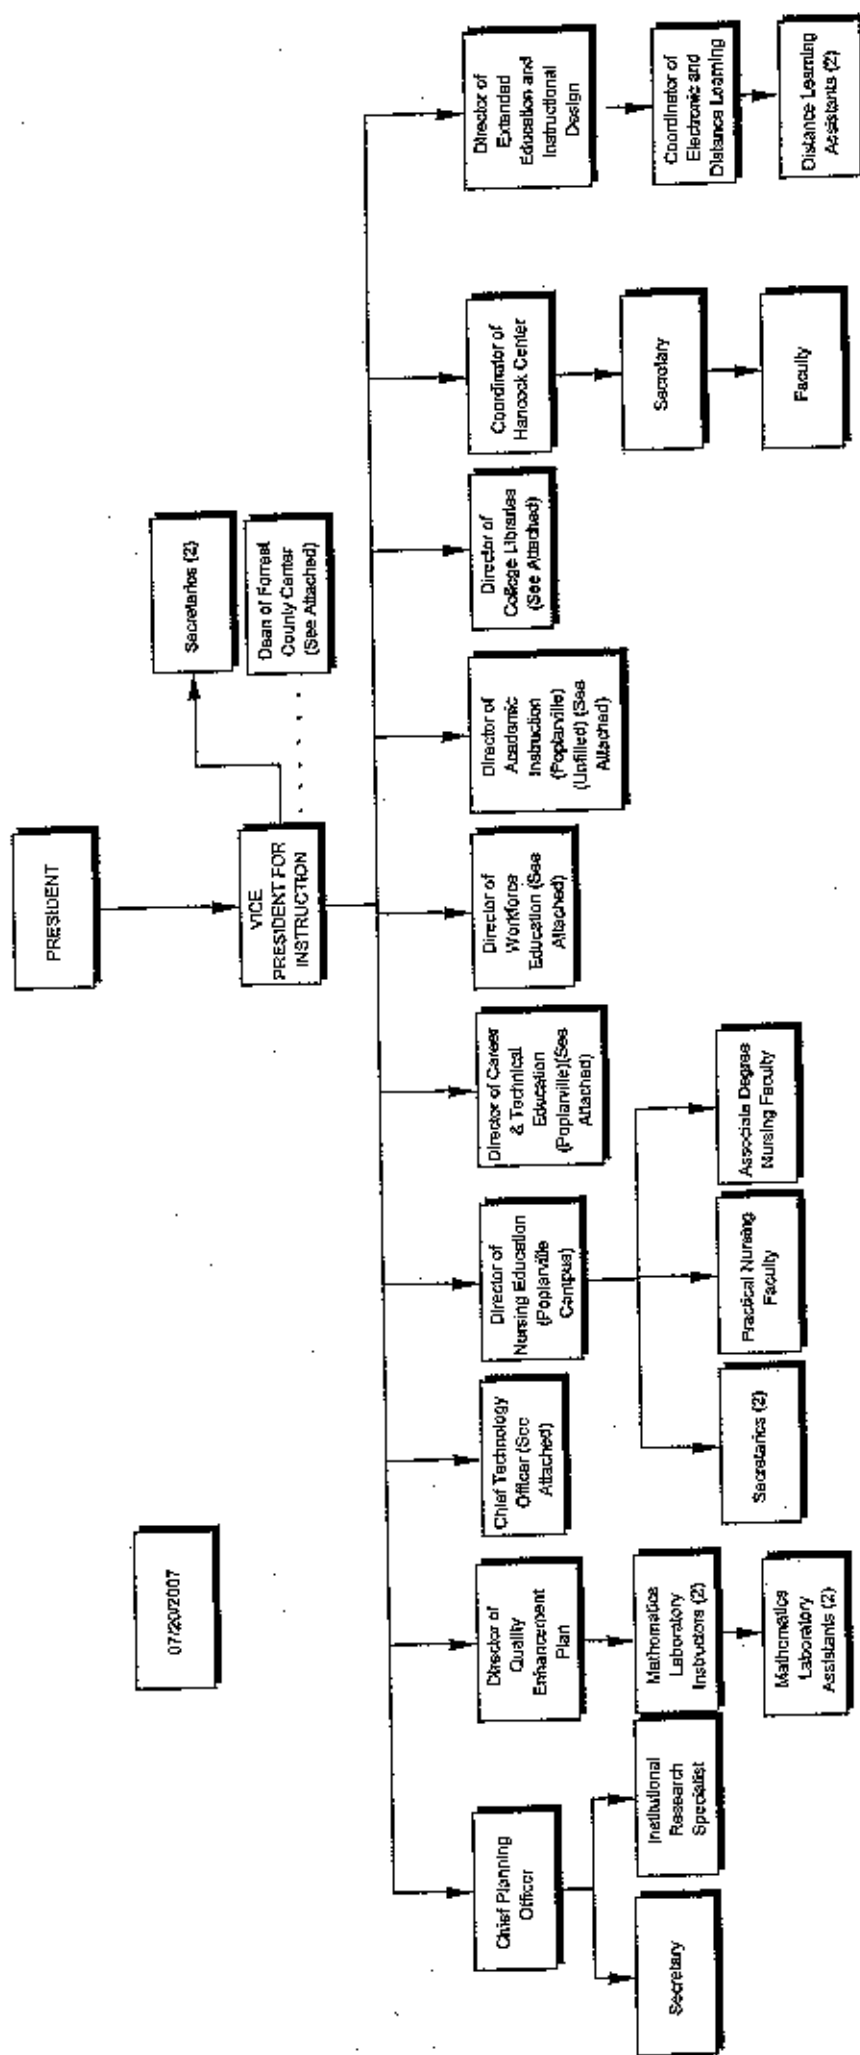 07/20/2007
PRESIDENT
VICE
PRESIDENT FOR
INSTRUCTION
Secretaries (2)
Dean of Forrest
County Center
(See Attached)
Chief Planning
Officer
Director of
Quality
Enhancement
Plan
Chief Technology
Officer (See
Attached)
Director of
Nursing Education
(Poplarville
Campus)
Director of Career
& Technical
Education
(Poplarville)(See
Attached)
Director of
Workforce
Education (See
Attached)
Director of
Academic
Instruction
(Poplarville)
(Unfilled) (See
Attached)
Director of
College Libraries
(See Attached)
Coordinator of
Hancock Center
Director of
Extended
Education and
Instructional
Design
Secretary
Institutional
Research
Specialist
Mathematics
Laboratory
Instructors (2)
Mathematics
Laboratory
Assistants (2)
Secretaries (2)
Practical Nursing
Faculty
Associate Degree
Nursing Faculty
Secretary
Faculty
Coordinator of
Electronic and
Distance Learning
Distance Learning
Assistants (2)